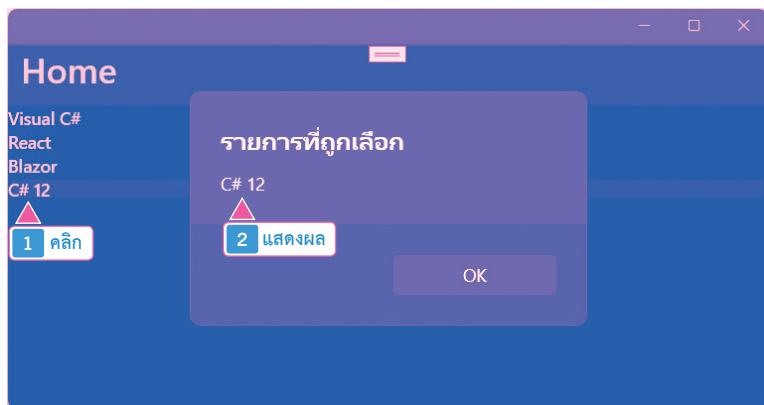 Home
Visual C#
React
Blazor
C# 12
1 คลิก
รายการที่ถูกเลือก
C# 12
2 แสดงผล
OK